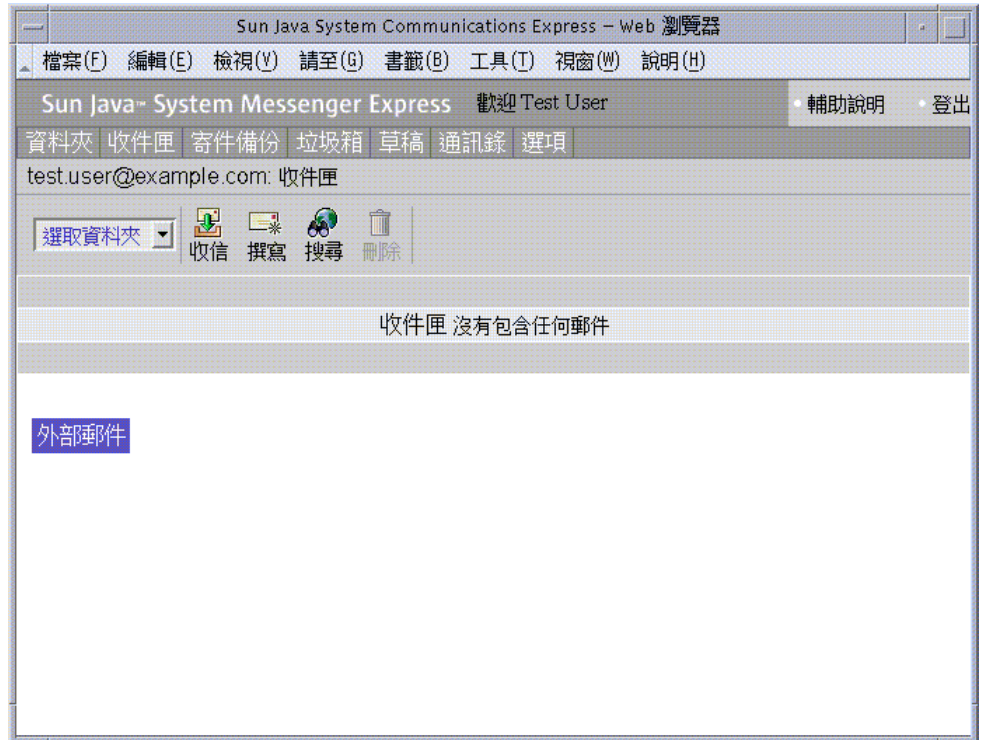 Sun Java System Communications Express – Web 瀏覽器
檔案(F) 編輯(E) 檢視(V) 請至(G) 書籤(B) 工具(T) 視窗(W) 說明(H)
Sun Java™ System Messenger Express 歡迎 Test User 輔助說明 登出
資料夾 收件匣 寄件備份 垃圾箱 草稿 通訊錄 選項
test.user@example.com: 收件匣
選取資料夾 收信 撰寫 搜尋 刪除
收件匣 沒有包含任何郵件
外部郵件